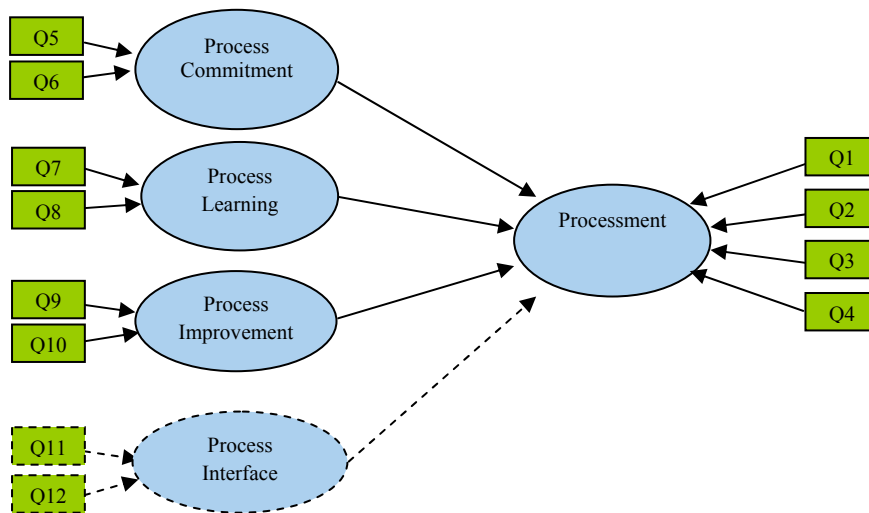 Q5
Q6
Process
Commitment
Q7
Q8
Process
Learning
Q9
Q10
Process
Improvement
Q11
Q12
Process
Interface
Processment
Q1
Q2
Q3
Q4